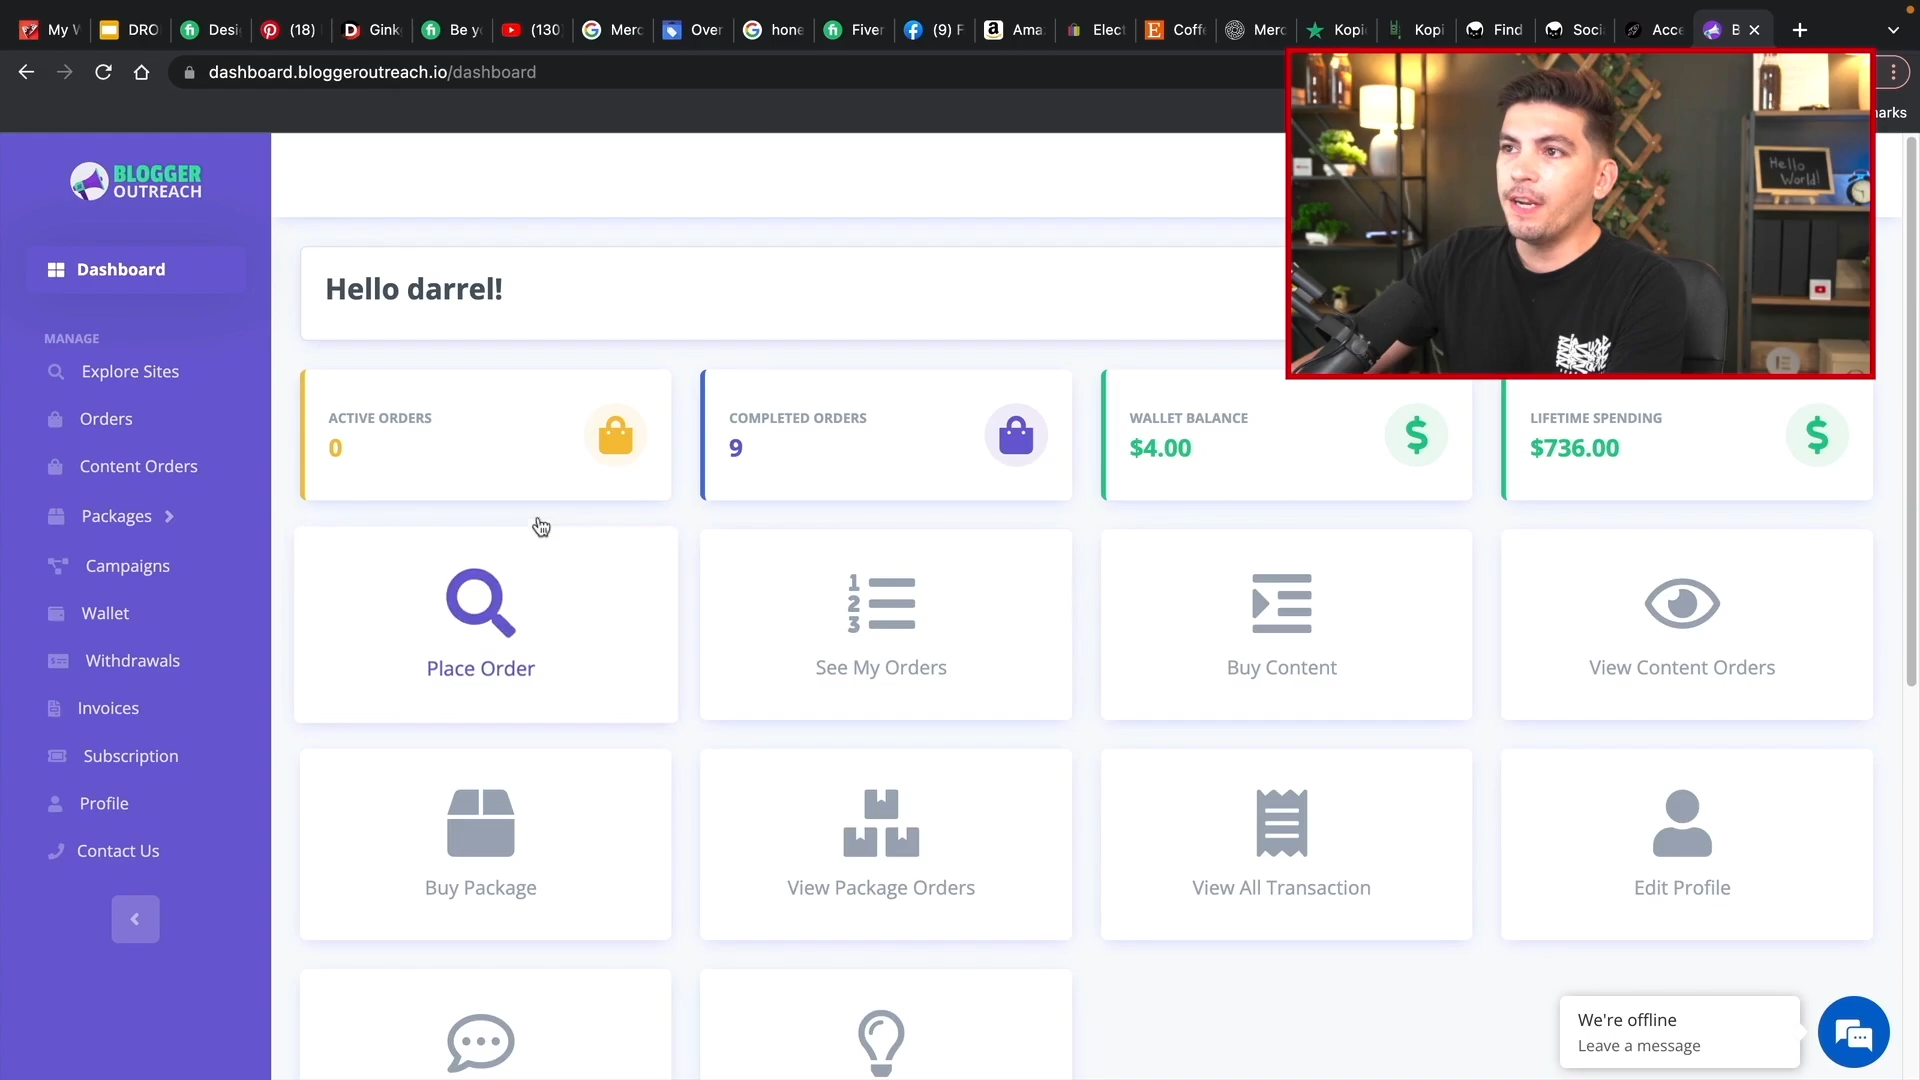 My V
DRO
Desi
(18)
Gink
Be y
(130
Merc
Over
hone
Fiver
(9) F
Ama
Elect
Coff
Merc
Kopi
Kopi
Find
Soci
Acce
B
dashboard.bloggeroutreach.io/dashboard
arks
Hello
World!
BLOGGER
OUTREACH
Dashboard
MANAGE
Explore Sites
Orders
Content Orders
Packages
Campaigns
Wallet
Withdrawals
Invoices
Subscription
Profile
Contact Us
Hello darrel!
ACTIVE ORDERS
0
COMPLETED ORDERS
9
WALLET BALANCE
$4.00
LIFETIME SPENDING
$736.00
Place Order
See My Orders
Buy Content
View Content Orders
Buy Package
View Package Orders
View All Transaction
Edit Profile
We're offline
Leave a message